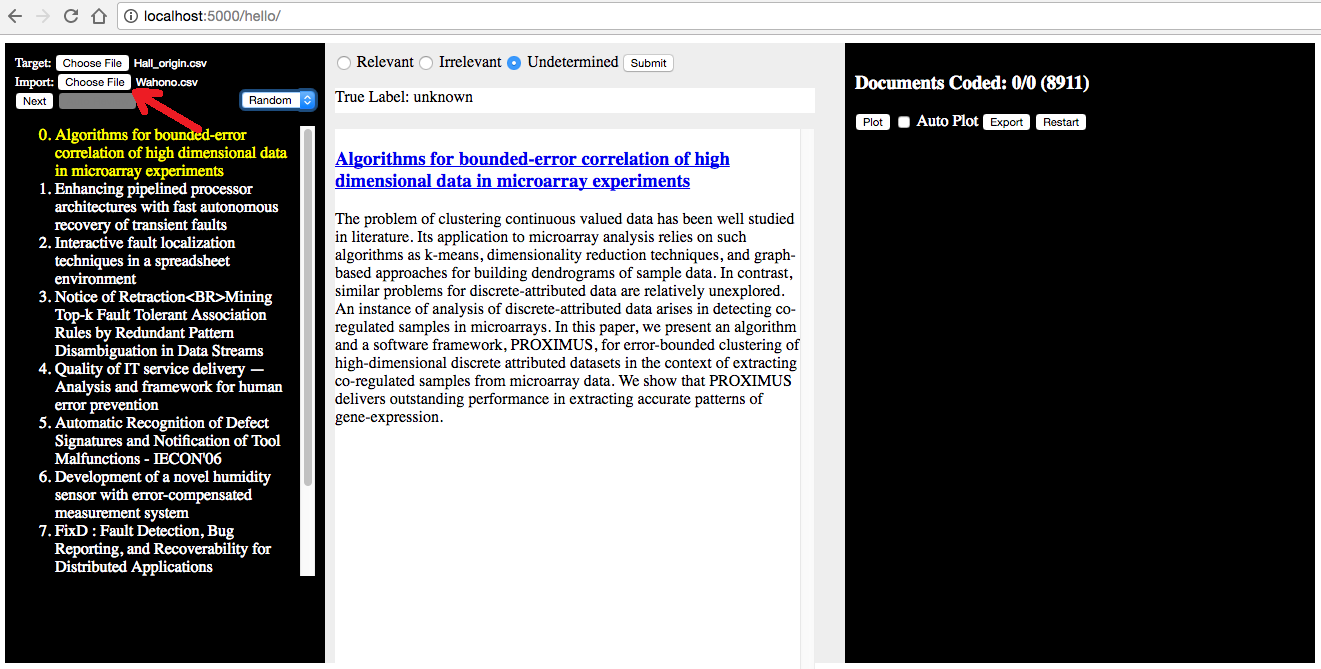 localhost:5000/hello/
Target: Choose File Hall_origin.csv
Import: Choose File Wahono.csv
Next Random
0. Algorithms for bounded-error
correlation of high dimensional data
in microarray experiments
1. Enhancing pipelined processor
architectures with fast autonomous
recovery of transient faults
2. Interactive fault localization
techniques in a spreadsheet
environment
3. Notice of Retraction<BR>Mining
Top-k Fault Tolerant Association
Rules by Redundant Pattern
Disambiguation in Data Streams
4. Quality of IT service delivery —
Analysis and framework for human
error prevention
5. Automatic Recognition of Defect
Signatures and Notification of Tool
Malfunctions - IECON'06
6. Development of a novel humidity
sensor with error-compensated
measurement system
7. FixD : Fault Detection, Bug
Reporting, and Recoverability for
Distributed Applications
Relevant Irrelevant Undetermined Submit
True Label: unknown
Algorithms for bounded-error correlation of high
dimensional data in microarray experiments
The problem of clustering continuous valued data has been well studied
in literature. Its application to microarray analysis relies on such
algorithms as k-means, dimensionality reduction techniques, and graph-
based approaches for building dendrograms of sample data. In contrast,
similar problems for discrete-attributed data are relatively unexplored.
An instance of analysis of discrete-attributed data arises in detecting co-
regulated samples in microarrays. In this paper, we present an algorithm
and a software framework, PROXIMUS, for error-bounded clustering of
high-dimensional discrete attributed datasets in the context of extracting
co-regulated samples from microarray data. We show that PROXIMUS
delivers outstanding performance in extracting accurate patterns of
gene-expression.
Documents Coded: 0/0 (8911)
Plot Auto Plot Export Restart